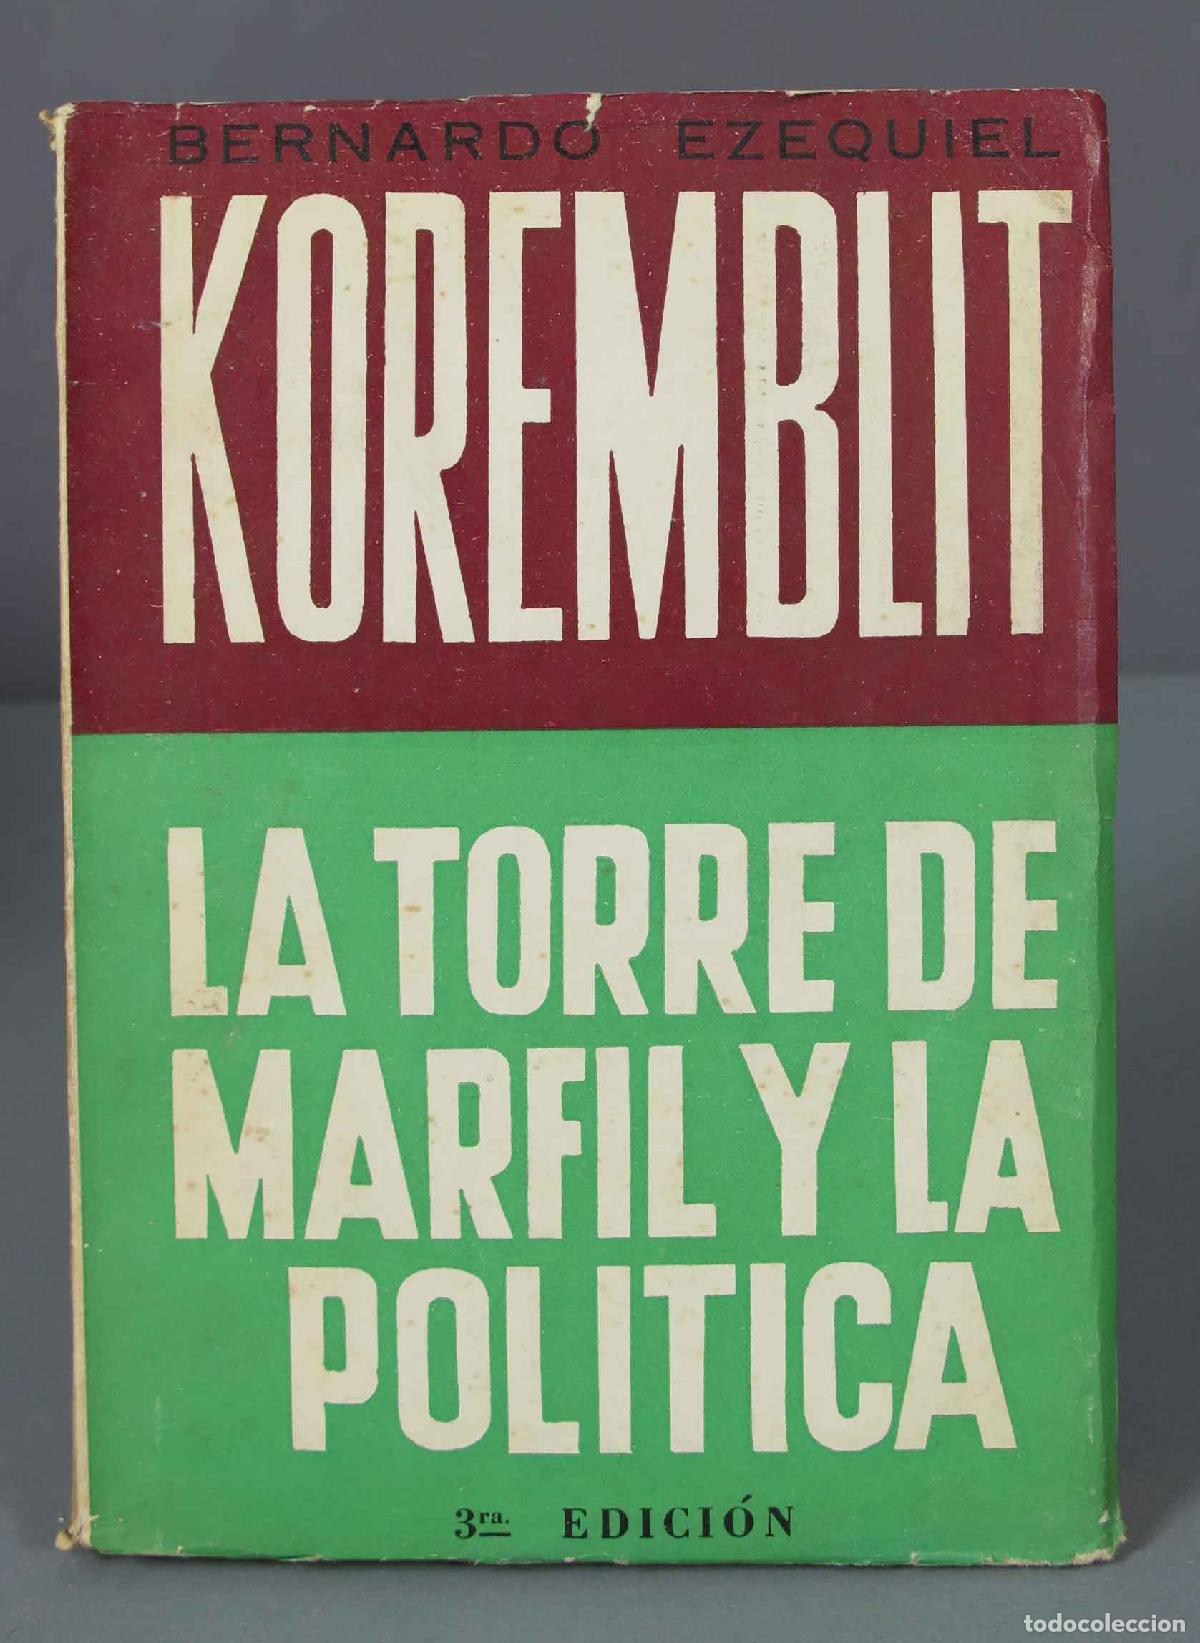 BERNARDO EZEQUIEL
KOREMBLIT
LA TORRE DE
MARFIL Y LA
POLITICA
3ra. EDICIÓN
todocoleccion